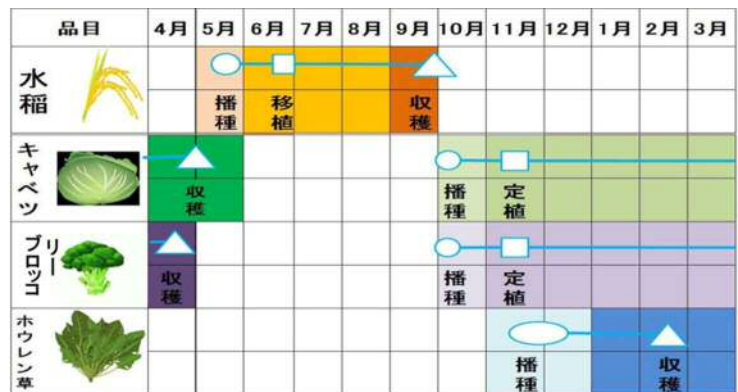 品目 4月 5月 6月 7月 8月 9月 10月 11月 12月 1月 2月 3月
水稲
播種 移植 収穫
キャベツ
収穫 播種 定植
ブロッコリー
収穫 播種 定植
ホウレン草
播種 収穫